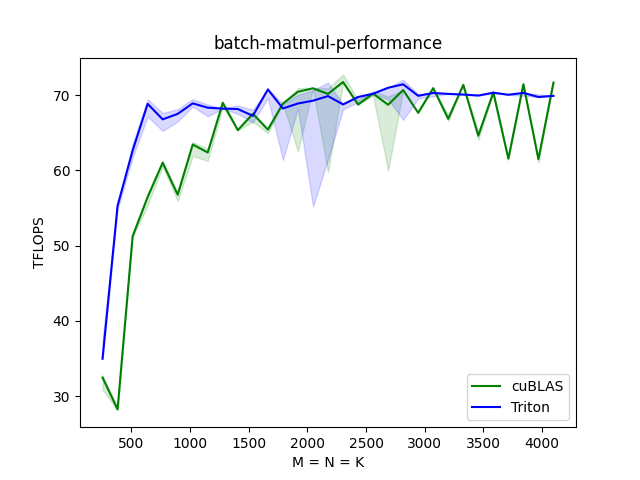 batch-matmul-performance
TFLOPS
70
60
50
40
30
500 1000 1500 2000 2500 3000 3500 4000
M = N = K
cuBLAS
Triton